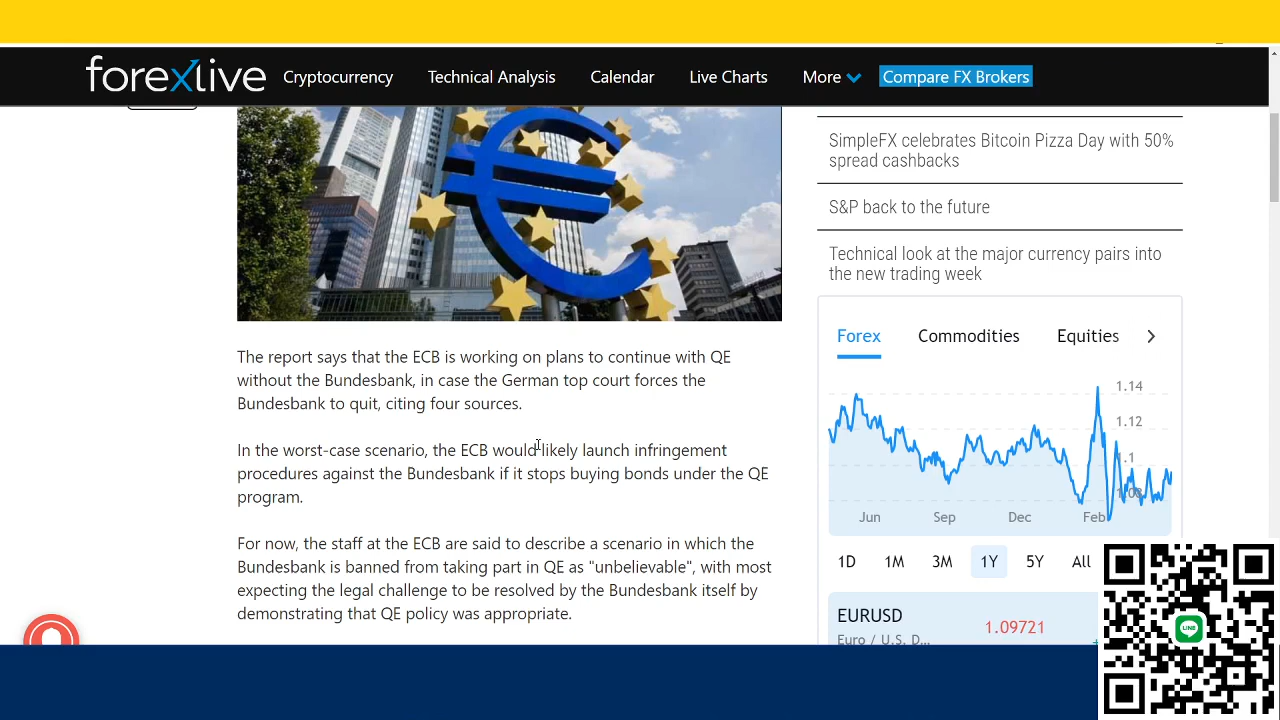 forexlive Cryptocurrency Technical Analysis Calendar Live Charts More Compare FX Brokers
The report says that the ECB is working on plans to continue with QE
without the Bundesbank, in case the German top court forces the
Bundesbank to quit, citing four sources.
In the worst-case scenario, the ECB would likely launch infringement
procedures against the Bundesbank if it stops buying bonds under the QE
program.
For now, the staff at the ECB are said to describe a scenario in which the
Bundesbank is banned from taking part in QE as "unbelievable", with most
expecting the legal challenge to be resolved by the Bundesbank itself by
demonstrating that QE policy was appropriate.
SimpleFX celebrates Bitcoin Pizza Day with 50%
spread cashbacks
S&P back to the future
Technical look at the major currency pairs into
the new trading week
Forex Commodities Equities
1.14
1.12
1.1
1.08
Jun Sep Dec Feb
1D 1M 3M 1Y 5Y All
EURUSD
1.09721
Euro / U.S. D...
LINE